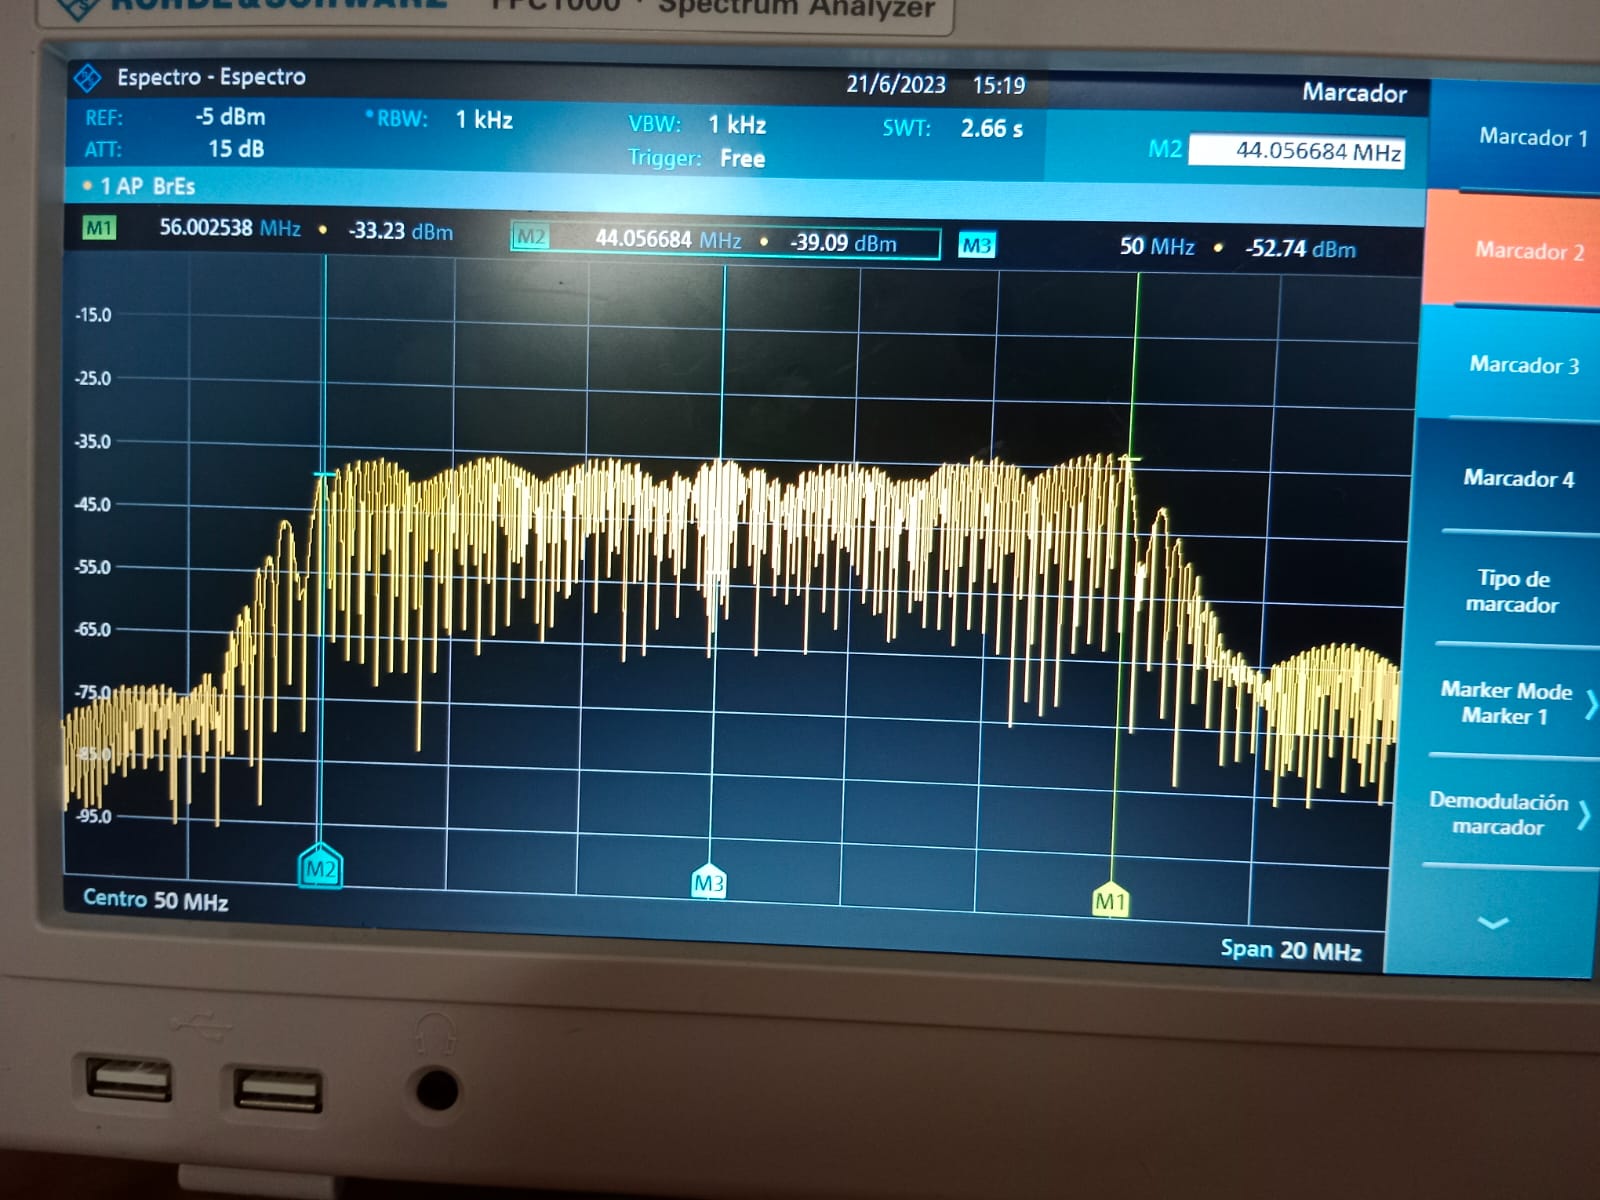 ROHDE&SCHWARZ FPC1000 · Spectrum Analyzer
Espectro - Espectro 21/6/2023 15:19 Marcador
REF: -5 dBm *RBW: 1 kHz VBW: 1 kHz SWT: 2.66 s
ATT: 15 dB Trigger: Free M2 44.056684 MHz
1 AP BrEs
M1 56.002538 MHz • -33.23 dBm M2 44.056684 MHz • -39.09 dBm M3 50 MHz • -52.74 dBm
-15.0
-25.0
-35.0
-45.0
-55.0
-65.0
-75.0
-85.0
-95.0
M2 M3 M1
Centro 50 MHz Span 20 MHz
Marcador 1
Marcador 2
Marcador 3
Marcador 4
Tipo de
marcador
Marker Mode
Marker 1
Demodulación
marcador